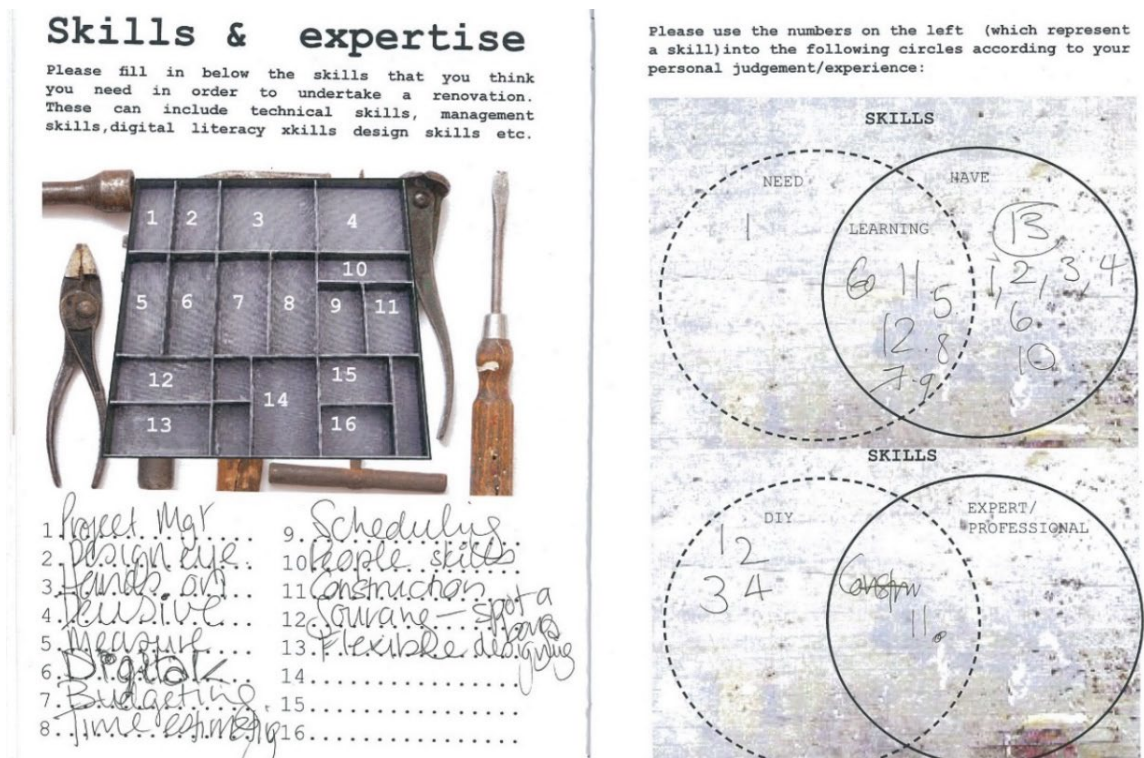 Skills & expertise
Please fill in below the skills that you think
you need in order to undertake a renovation.
These can include technical skills, management
skills,digital literacy xkills design skills etc.
1 2 3 4
10
5 6 7 8 9 11
12 15
14
13 16
1. Project Mgr
2. Design eye.
3. Hands on
4. Decisive
5. Measure
6. Digital
7. Budgeting
8. Time
9. Scheduling
10 People skills
11 Construction
12 — spot a
13. Flexible designing
14
15
16
Please use the numbers on the left (which represent
a skill)into the following circles according to your
personal judgement/experience:
SKILLS
NEED HAVE
1
LEARNING
13
6 11 5.
1, 2, 3, 4
12. 8
6
7. 9
10
SKILLS
DIY
EXPERT/
PROFESSIONAL
1 2
3 4
11.